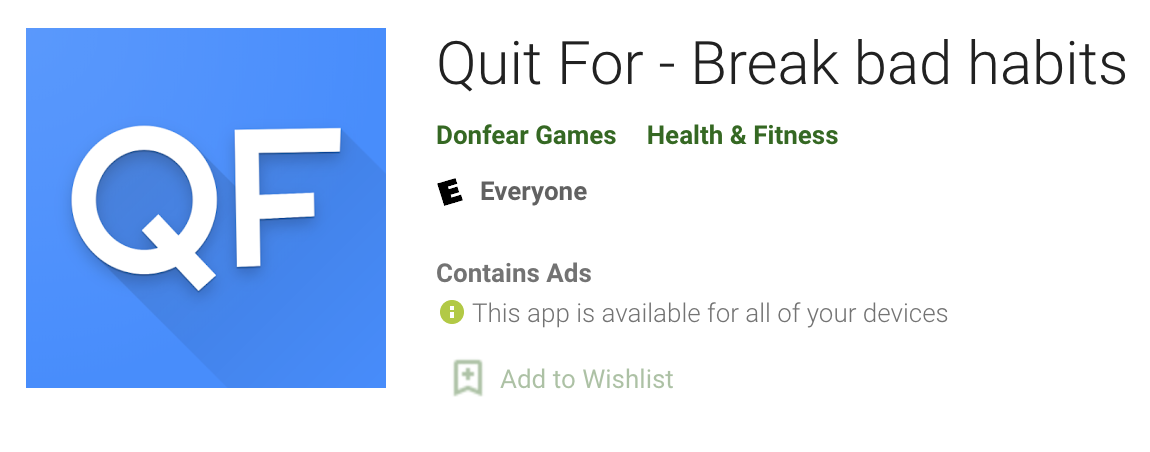 QF
Quit For - Break bad habits
Donfear Games Health & Fitness
E Everyone
Contains Ads
This app is available for all of your devices
Add to Wishlist